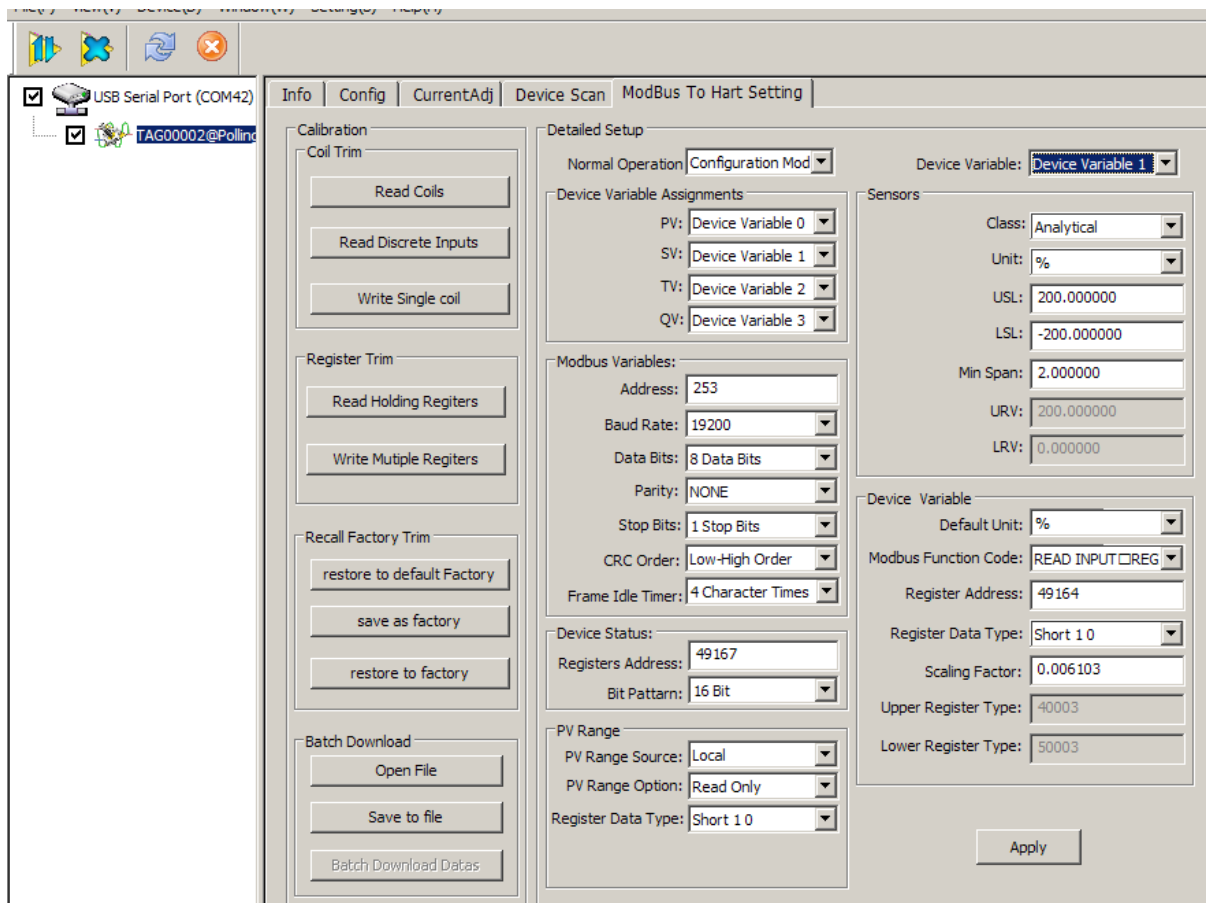 USB Serial Port (COM42)
TAG00002@Polling
Info Config CurrentAdj Device Scan ModBus To Hart Setting
Calibration
Coil Trim
Read Coils
Read Discrete Inputs
Write Single coil
Register Trim
Read Holding Regiters
Write Mutiple Regiters
Recall Factory Trim
restore to default Factory
save as factory
restore to factory
Batch Download
Open File
Save to file
Batch Download Datas
Detailed Setup
Normal Operation Configuration Mod
Device Variable Assignments
PV: Device Variable 0
SV: Device Variable 1
TV: Device Variable 2
QV: Device Variable 3
Modbus Variables:
Address: 253
Baud Rate: 19200
Data Bits: 8 Data Bits
Parity: NONE
Stop Bits: 1 Stop Bits
CRC Order: Low-High Order
Frame Idle Timer: 4 Character Times
Device Status:
Registers Address: 49167
Bit Pattarn: 16 Bit
PV Range
PV Range Source: Local
PV Range Option: Read Only
Register Data Type: Short 1 0
Device Variable: Device Variable 1
Sensors
Class: Analytical
Unit: %
USL: 200.000000
LSL: -200.000000
Min Span: 2.000000
URV: 200.000000
LRV: 0.000000
Device Variable
Default Unit: %
Modbus Function Code: READ INPUT□REG
Register Address: 49164
Register Data Type: Short 1 0
Scaling Factor: 0.006103
Upper Register Type: 40003
Lower Register Type: 50003
Apply